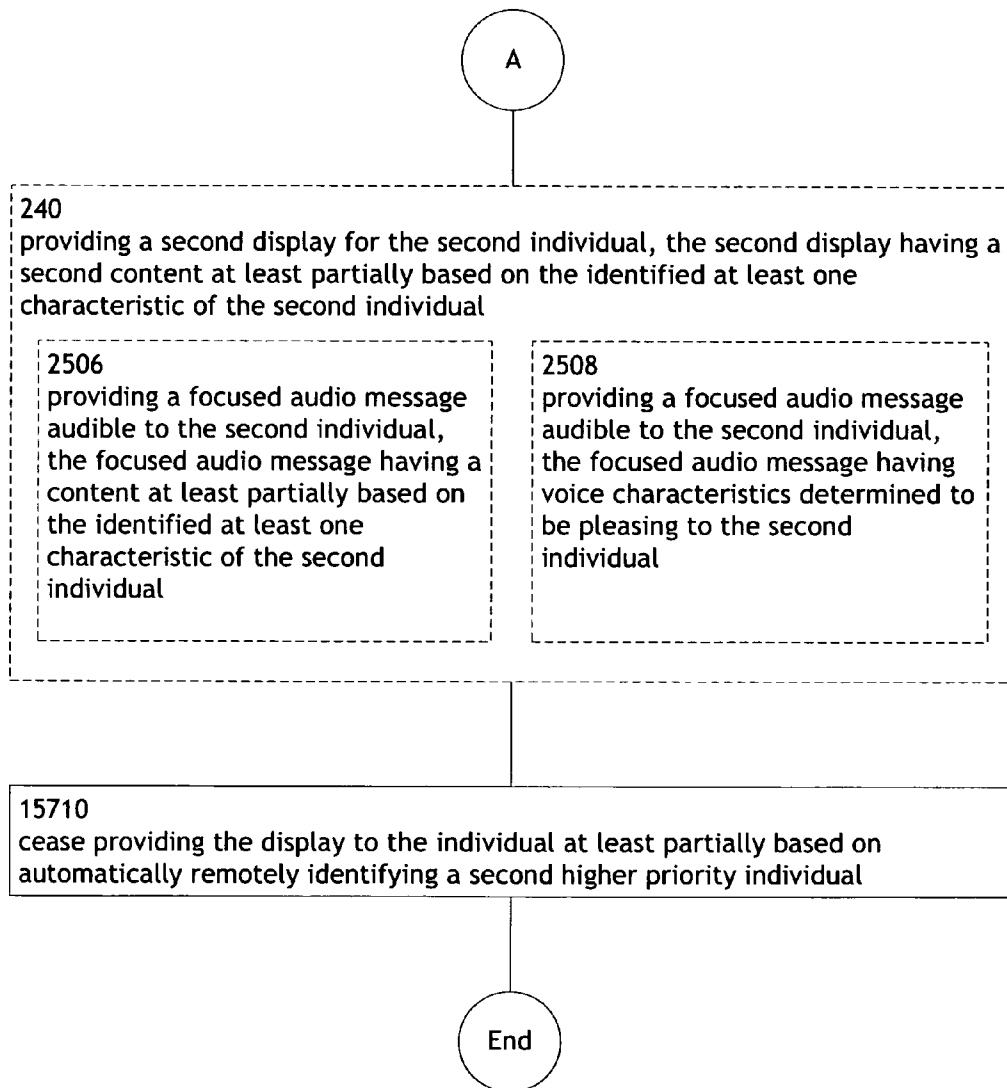 A
240
providing a second display for the second individual, the second display having a
second content at least partially based on the identified at least one
characteristic of the second individual
2506
providing a focused audio message
audible to the second individual,
the focused audio message having a
content at least partially based on
the identified at least one
characteristic of the second
individual
2508
providing a focused audio message
audible to the second individual,
the focused audio message having
voice characteristics determined to
be pleasing to the second
individual
15710
cease providing the display to the individual at least partially based on
automatically remotely identifying a second higher priority individual
End